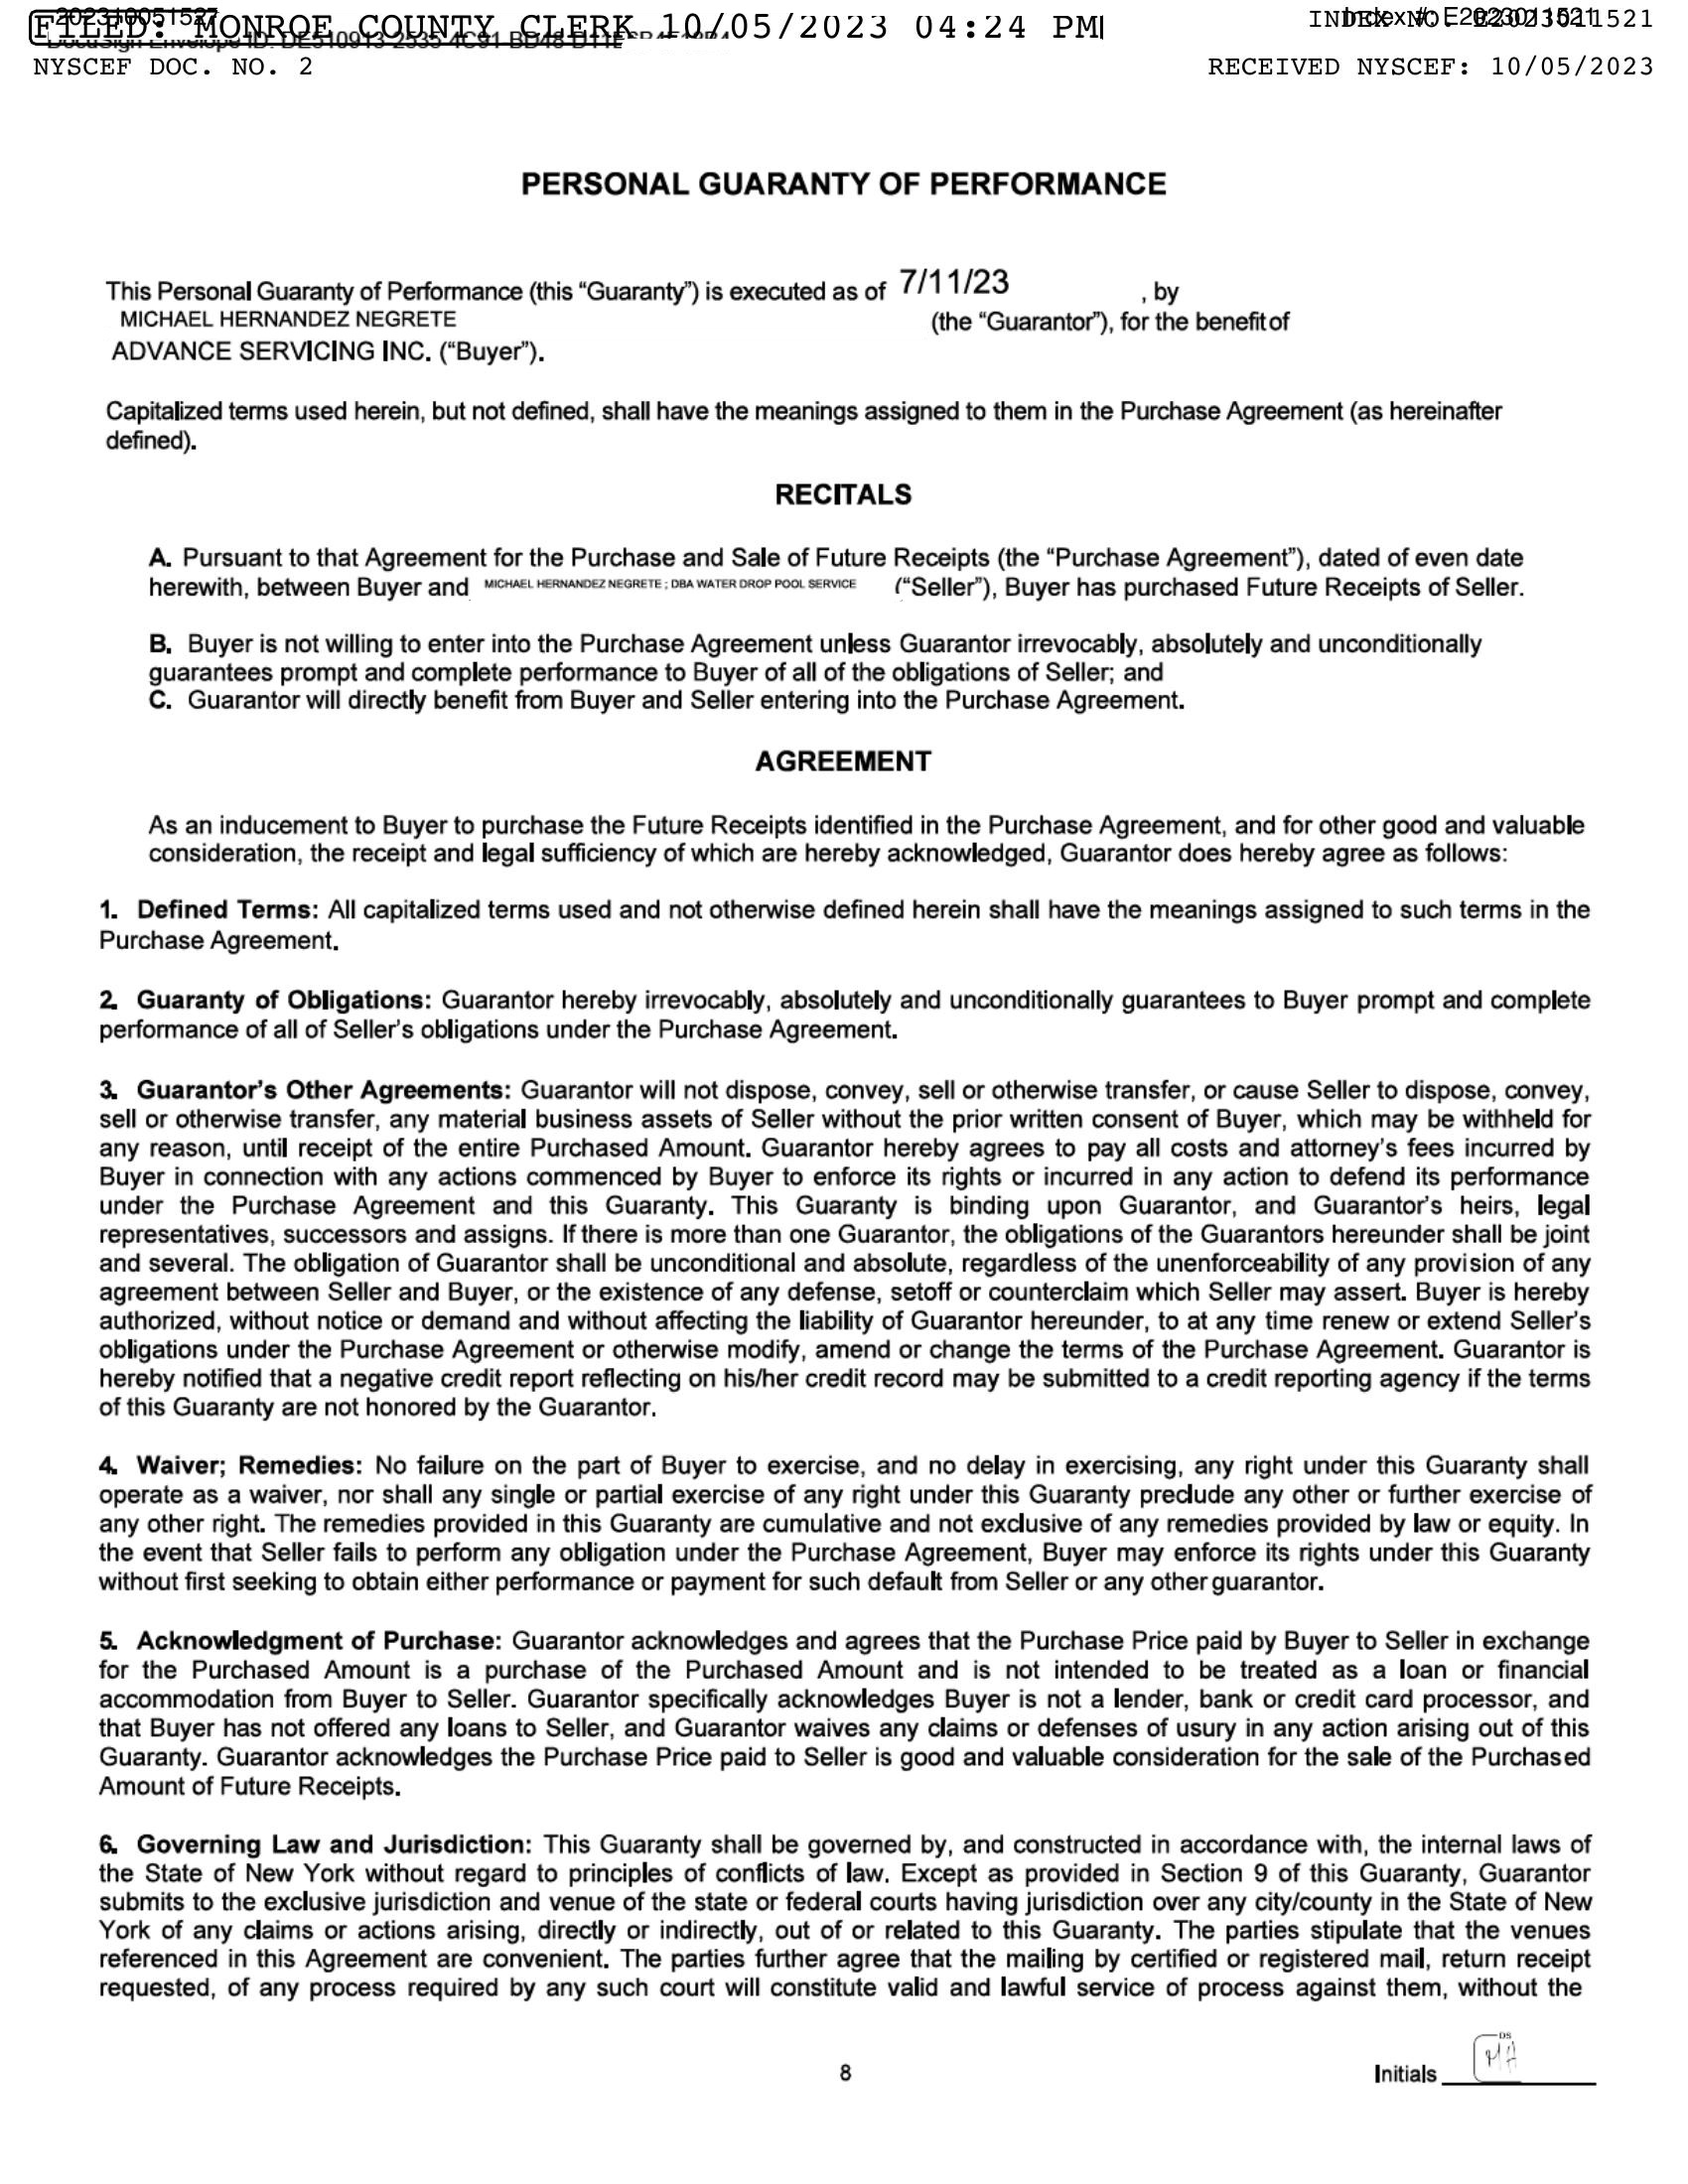 202310051527
FILED: MONROE COUNTY CLERK 10/05/2023 04:24 PM
INDEX NO. E2023011521
Index #: E2023011521
DocuSign Envelope ID: DE510913-2535-4C91-BD48-
NYSCEF DOC. NO. 2
RECEIVED NYSCEF: 10/05/2023
PERSONAL GUARANTY OF PERFORMANCE
This Personal Guaranty of Performance (this “Guaranty”) is executed as of 7/11/23 , by
MICHAEL HERNANDEZ NEGRETE (the “Guarantor”), for the benefit of
ADVANCE SERVICING INC. (“Buyer”).
Capitalized terms used herein, but not defined, shall have the meanings assigned to them in the Purchase Agreement (as hereinafter
defined).
RECITALS
A. Pursuant to that Agreement for the Purchase and Sale of Future Receipts (the “Purchase Agreement”), dated of even date
herewith, between Buyer and MICHAEL HERNANDEZ NEGRETE ; DBA WATER DROP POOL SERVICE (“Seller”), Buyer has purchased Future Receipts of Seller.
B. Buyer is not willing to enter into the Purchase Agreement unless Guarantor irrevocably, absolutely and unconditionally
guarantees prompt and complete performance to Buyer of all of the obligations of Seller; and
C. Guarantor will directly benefit from Buyer and Seller entering into the Purchase Agreement.
AGREEMENT
As an inducement to Buyer to purchase the Future Receipts identified in the Purchase Agreement, and for other good and valuable
consideration, the receipt and legal sufficiency of which are hereby acknowledged, Guarantor does hereby agree as follows:
1. Defined Terms: All capitalized terms used and not otherwise defined herein shall have the meanings assigned to such terms in the
Purchase Agreement.
2. Guaranty of Obligations: Guarantor hereby irrevocably, absolutely and unconditionally guarantees to Buyer prompt and complete
performance of all of Seller’s obligations under the Purchase Agreement.
3. Guarantor’s Other Agreements: Guarantor will not dispose, convey, sell or otherwise transfer, or cause Seller to dispose, convey,
sell or otherwise transfer, any material business assets of Seller without the prior written consent of Buyer, which may be withheld for
any reason, until receipt of the entire Purchased Amount. Guarantor hereby agrees to pay all costs and attorney’s fees incurred by
Buyer in connection with any actions commenced by Buyer to enforce its rights or incurred in any action to defend its performance
under the Purchase Agreement and this Guaranty. This Guaranty is binding upon Guarantor, and Guarantor’s heirs, legal
representatives, successors and assigns. If there is more than one Guarantor, the obligations of the Guarantors hereunder shall be joint
and several. The obligation of Guarantor shall be unconditional and absolute, regardless of the unenforceability of any provision of any
agreement between Seller and Buyer, or the existence of any defense, setoff or counterclaim which Seller may assert. Buyer is hereby
authorized, without notice or demand and without affecting the liability of Guarantor hereunder, to at any time renew or extend Seller’s
obligations under the Purchase Agreement or otherwise modify, amend or change the terms of the Purchase Agreement. Guarantor is
hereby notified that a negative credit report reflecting on his/her credit record may be submitted to a credit reporting agency if the terms
of this Guaranty are not honored by the Guarantor.
4. Waiver; Remedies: No failure on the part of Buyer to exercise, and no delay in exercising, any right under this Guaranty shall
operate as a waiver, nor shall any single or partial exercise of any right under this Guaranty preclude any other or further exercise of
any other right. The remedies provided in this Guaranty are cumulative and not exclusive of any remedies provided by law or equity. In
the event that Seller fails to perform any obligation under the Purchase Agreement, Buyer may enforce its rights under this Guaranty
without first seeking to obtain either performance or payment for such default from Seller or any other guarantor.
5. Acknowledgment of Purchase: Guarantor acknowledges and agrees that the Purchase Price paid by Buyer to Seller in exchange
for the Purchased Amount is a purchase of the Purchased Amount and is not intended to be treated as a loan or financial
accommodation from Buyer to Seller. Guarantor specifically acknowledges Buyer is not a lender, bank or credit card processor, and
that Buyer has not offered any loans to Seller, and Guarantor waives any claims or defenses of usury in any action arising out of this
Guaranty. Guarantor acknowledges the Purchase Price paid to Seller is good and valuable consideration for the sale of the Purchased
Amount of Future Receipts.
6. Governing Law and Jurisdiction: This Guaranty shall be governed by, and constructed in accordance with, the internal laws of
the State of New York without regard to principles of conflicts of law. Except as provided in Section 9 of this Guaranty, Guarantor
submits to the exclusive jurisdiction and venue of the state or federal courts having jurisdiction over any city/county in the State of New
York of any claims or actions arising, directly or indirectly, out of or related to this Guaranty. The parties stipulate that the venues
referenced in this Agreement are convenient. The parties further agree that the mailing by certified or registered mail, return receipt
requested, of any process required by any such court will constitute valid and lawful service of process against them, without the
DS
MH
8
Initials